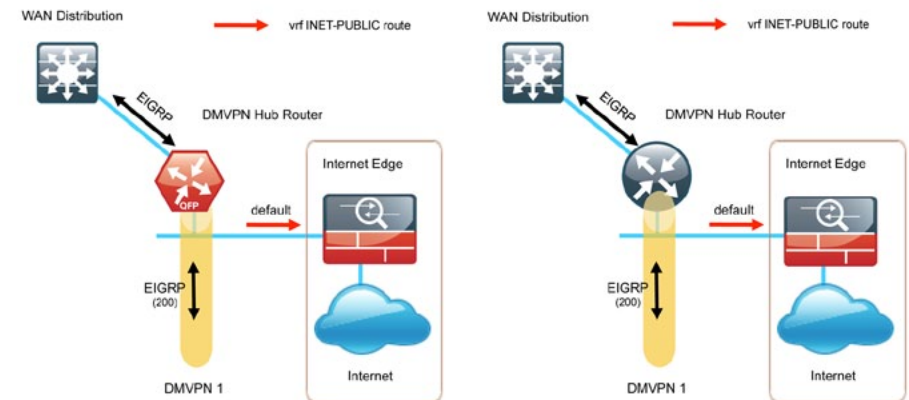 WAN Distribution
vrf INET-PUBLIC route
EIGRP
DMVPN Hub Router
Internet Edge
QFP
default
EIGRP
(200)
Internet
DMVPN 1
WAN Distribution
vrf INET-PUBLIC route
EIGRP
DMVPN Hub Router
Internet Edge
default
EIGRP
(200)
Internet
DMVPN 1